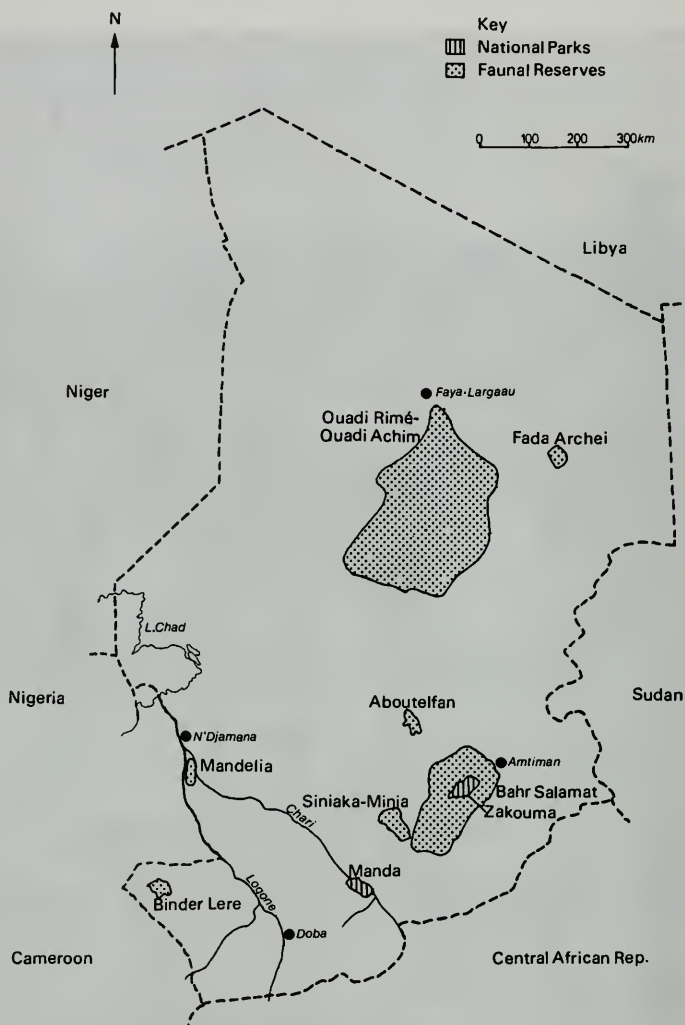 N
Key
National Parks
Faunal Reserves
0 100 200 300km
Libya
Niger
Faya-Largaau
Ouadi Rimé-
Ouadi Achim
Fada Archei
L.Chad
Nigeria
Sudan
Aboutelfan
N'Djamena
Amtiman
Mandelia
Bahr Salamat
Zakouma
Siniaka-Minia
Chari
Manda
Logone
Binder Lere
Doba
Cameroon
Central African Rep.